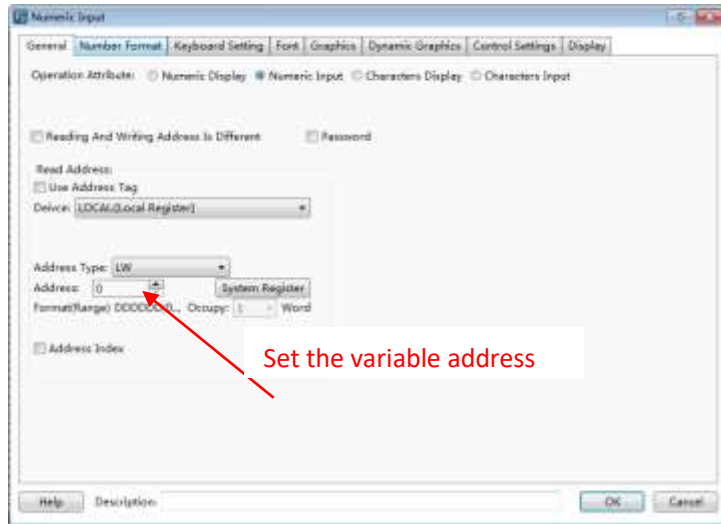 Numeric Input
General Number Format Keyboard Setting Font Graphics Dynamic Graphics Control Settings Display
Operation Attribute: Numeric Display Numeric Input Characters Display Characters Input
Reading And Writing Address Is Different Password
Read Address:
Use Address Tag
Deivce: LOCAL(Local Register)
Address Type: LW
Address: 0 System Register
Format(Range) Occupy: 1 Word
Address Index
Set the variable address
Help Description: OK Cancel